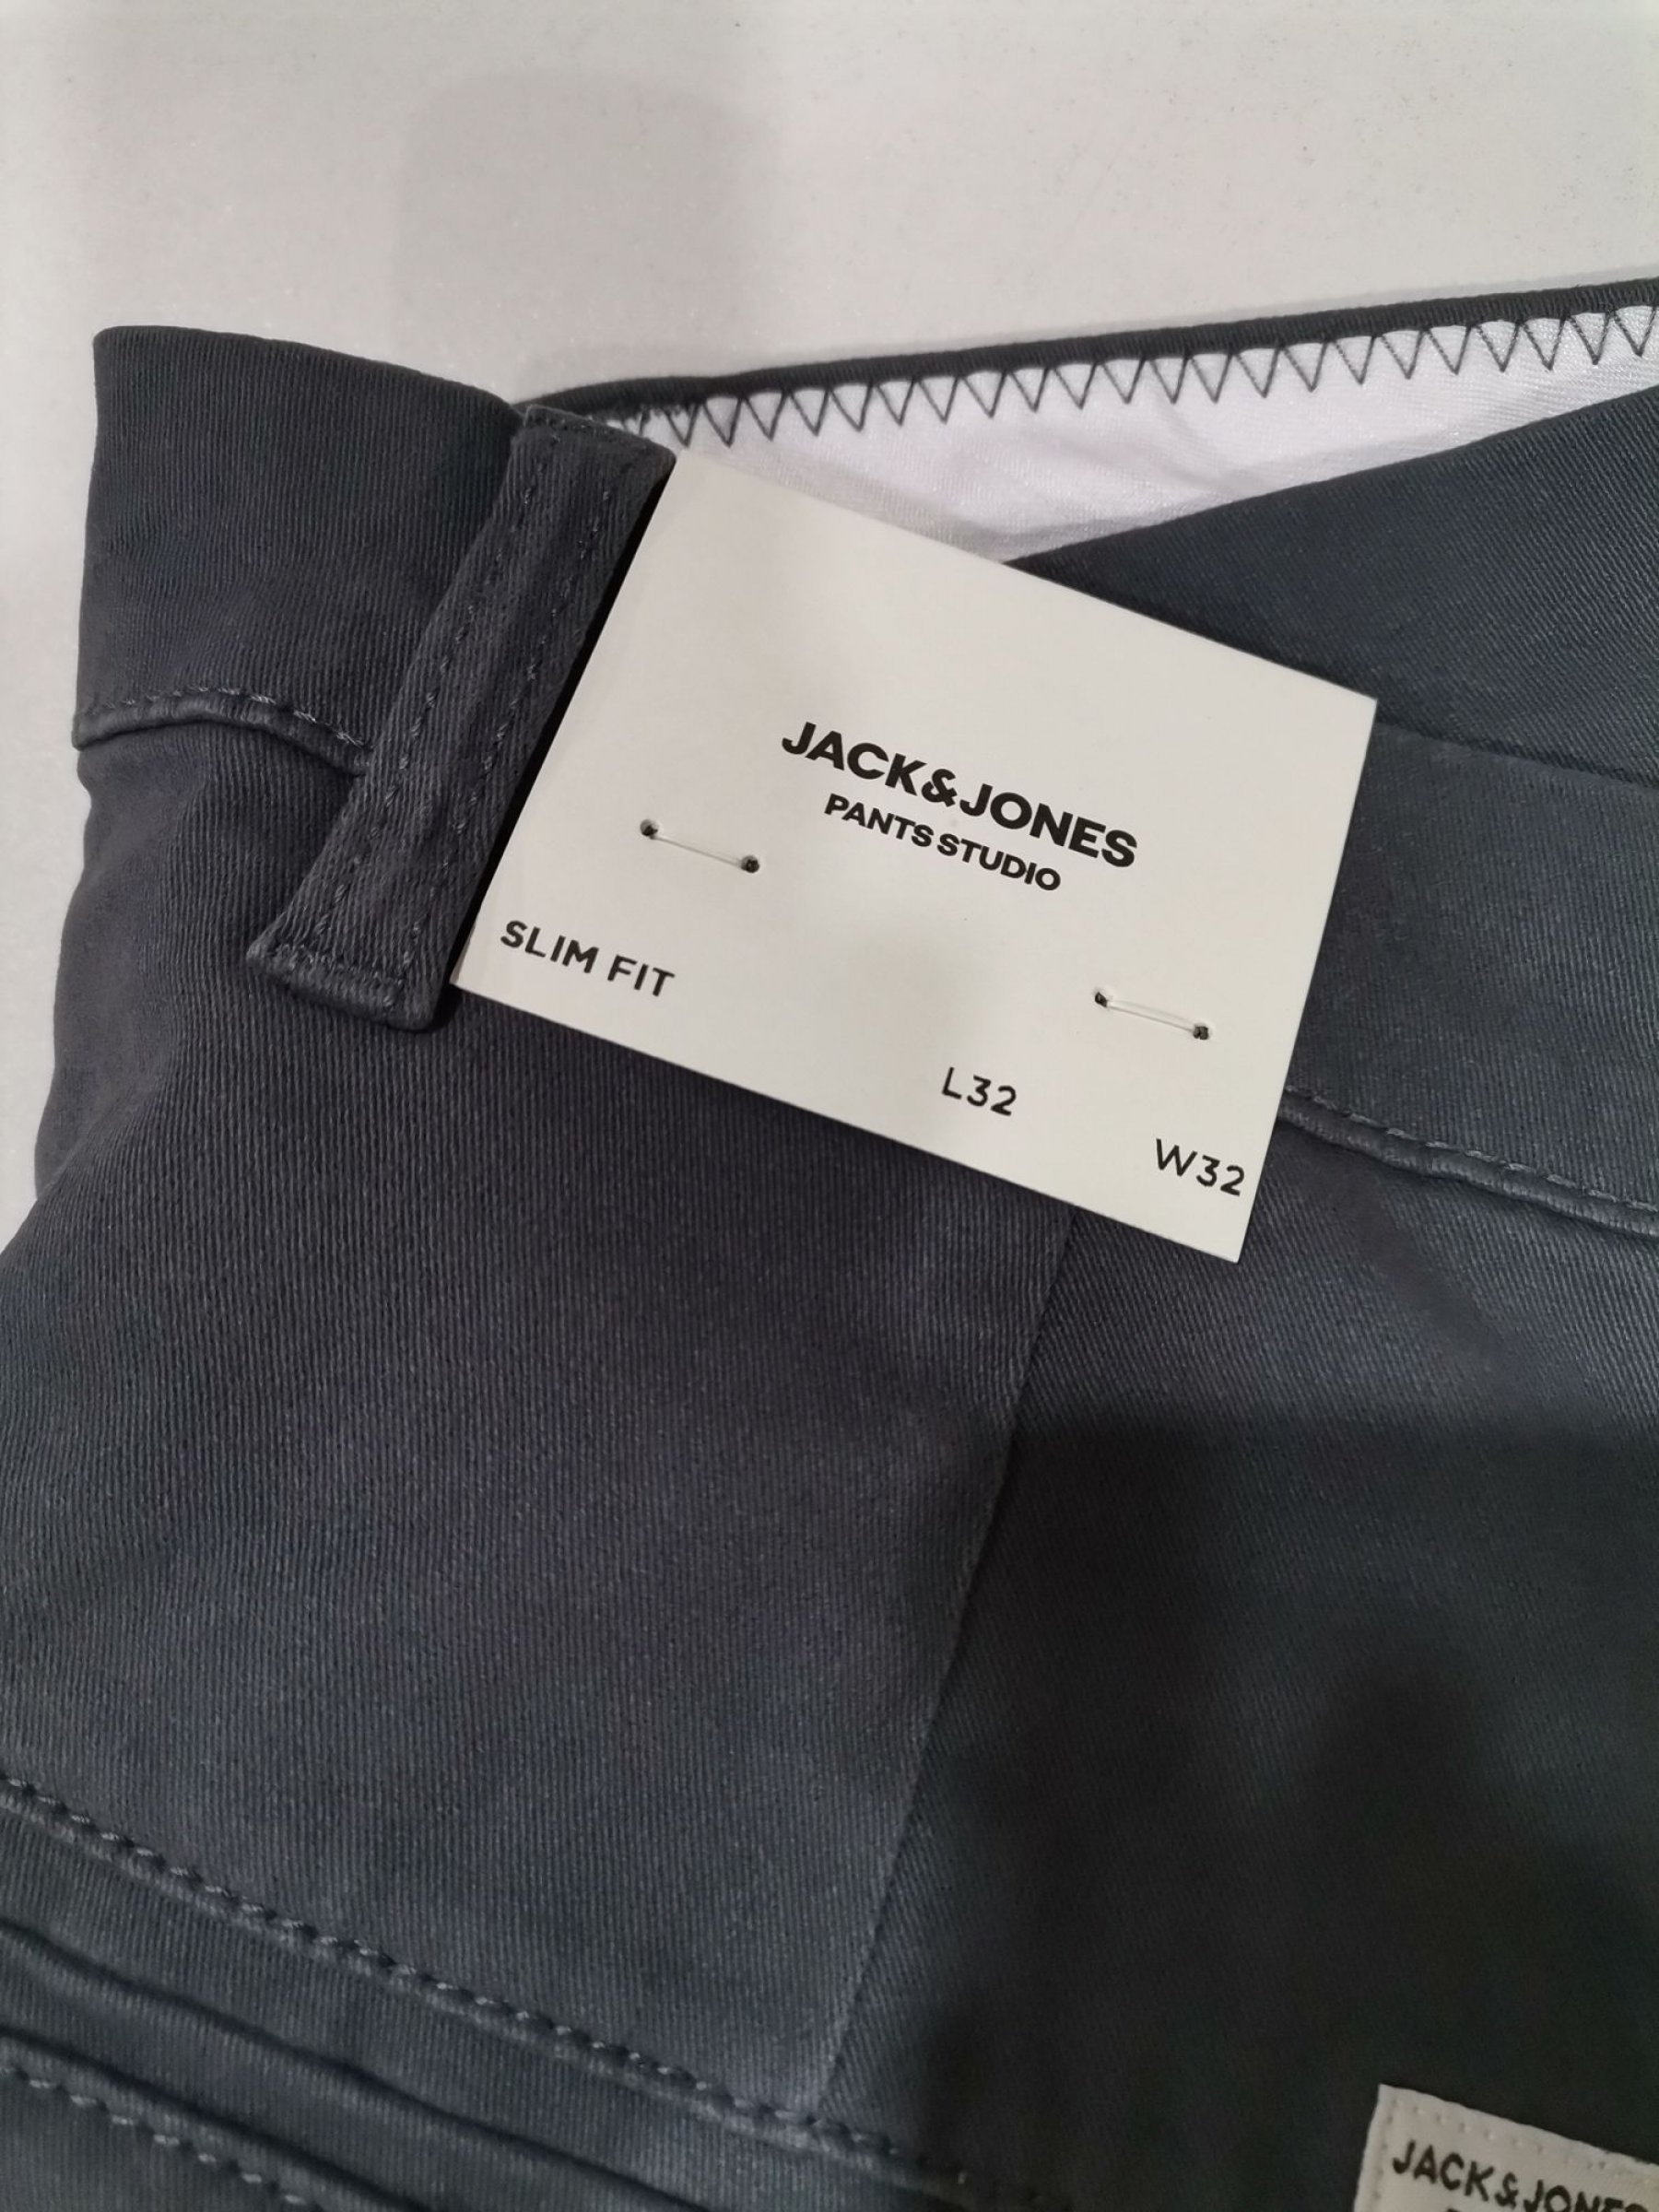 JACK&JONES
PANTS STUDIO
SLIM FIT
L32
W32
JACK&JONES